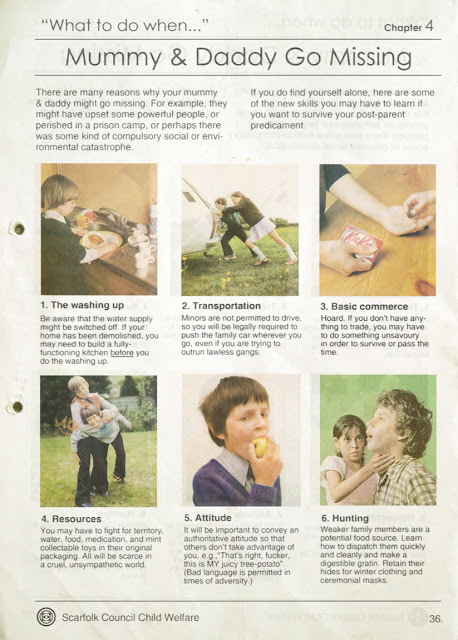 "What to do when..."
Chapter 4
Mummy & Daddy Go Missing
There are many reasons why your mummy
& daddy might go missing. For example, they
might have upset some powerful people, or
perished in a prison camp, or perhaps there
was some kind of compulsory social or envi-
ronmental catastrophe.
If you do find yourself alone, here are some
of the new skills you may have to learn if
you want to survive your post-parent
predicament.
1. The washing up
Be aware that the water supply
might be switched off. If your
home has been demolished, you
may need to build a fully-
functioning kitchen before you
do the washing up.
2. Transportation
Minors are not permitted to drive,
so you will be legally required to
push the family car wherever you
go, even if you are trying to
outrun lawless gangs.
3. Basic commerce
Hoard. If you don't have any-
thing to trade, you may have
to do something unsavoury
in order to survive or pass the
time.
4. Resources
You may have to fight for territory,
water, food, medication, and mint
collectable toys in their original
packaging. All will be scarce in
a cruel, unsympathetic world.
5. Attitude
It will be important to convey an
authoritative attitude so that
others don't take advantage of
you. e.g.,"That's right, fucker,
this is MY juicy tree-potato".
(Bad language is permitted in
times of adversity.)
6. Hunting
Weaker family members are a
potential food source. Learn
how to dispatch them quickly
and cleanly and make a
digestible gratin. Retain their
hides for winter clothing and
ceremonial masks.
Scarfolk Council Child Welfare
36.